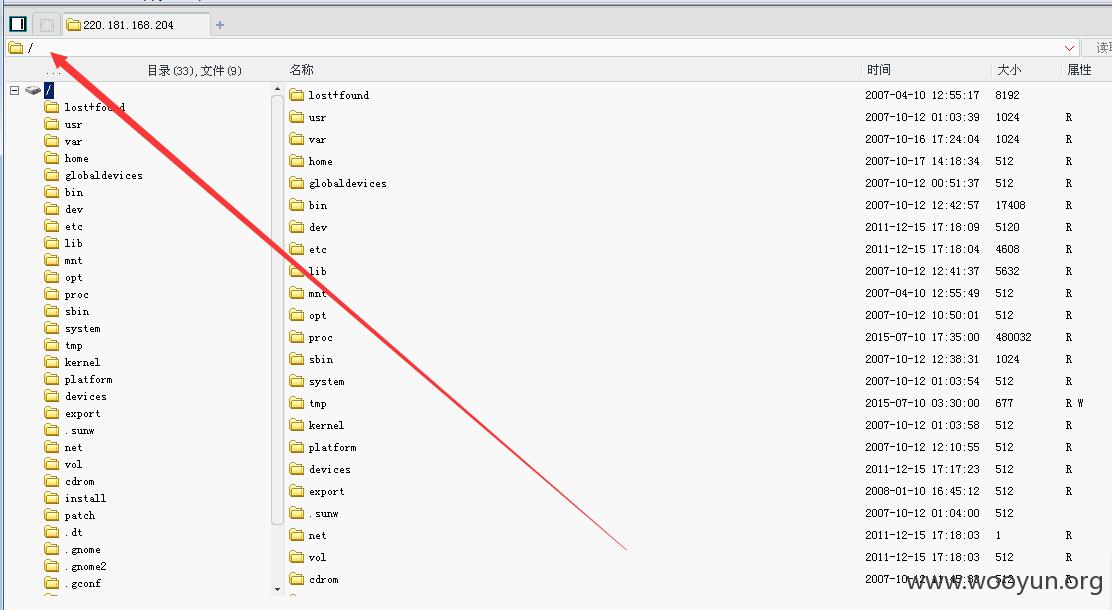 220.181.168.204
/
读
目录(33),文件(9) 名称 时间 大小 属性
/
lost+found
usr
var
home
globaldevices
bin
dev
etc
lib
mnt
opt
proc
sbin
system
tmp
kernel
platform
devices
export
.sunw
net
vol
cdrom
install
patch
.dt
.gnome
.gnome2
.gconf
lost+found 2007-04-10 12:55:17 8192
usr 2007-10-12 01:03:39 1024 R
var 2007-10-16 17:24:04 1024 R
home 2007-10-17 14:18:34 512 R
globaldevices 2007-10-12 00:51:37 512 R
bin 2007-10-12 12:42:57 17408 R
dev 2011-12-15 17:18:09 5120 R
etc 2011-12-15 17:18:04 4608 R
lib 2007-10-12 12:41:37 5632 R
mnt 2007-04-10 12:55:49 512 R
opt 2007-10-12 10:50:01 512 R
proc 2015-07-10 17:35:00 480032 R
sbin 2007-10-12 12:38:31 1024 R
system 2007-10-12 01:03:54 512 R
tmp 2015-07-10 03:30:00 677 R W
kernel 2007-10-12 01:03:58 512 R
platform 2007-10-12 12:10:55 512 R
devices 2011-12-15 17:17:23 512 R
export 2008-01-10 16:45:12 512 R
.sunw 2007-10-12 01:04:00 512
net 2011-12-15 17:18:03 1 R
vol 2011-12-15 17:18:03 512 R
cdrom 512 R
www.wooyun.org